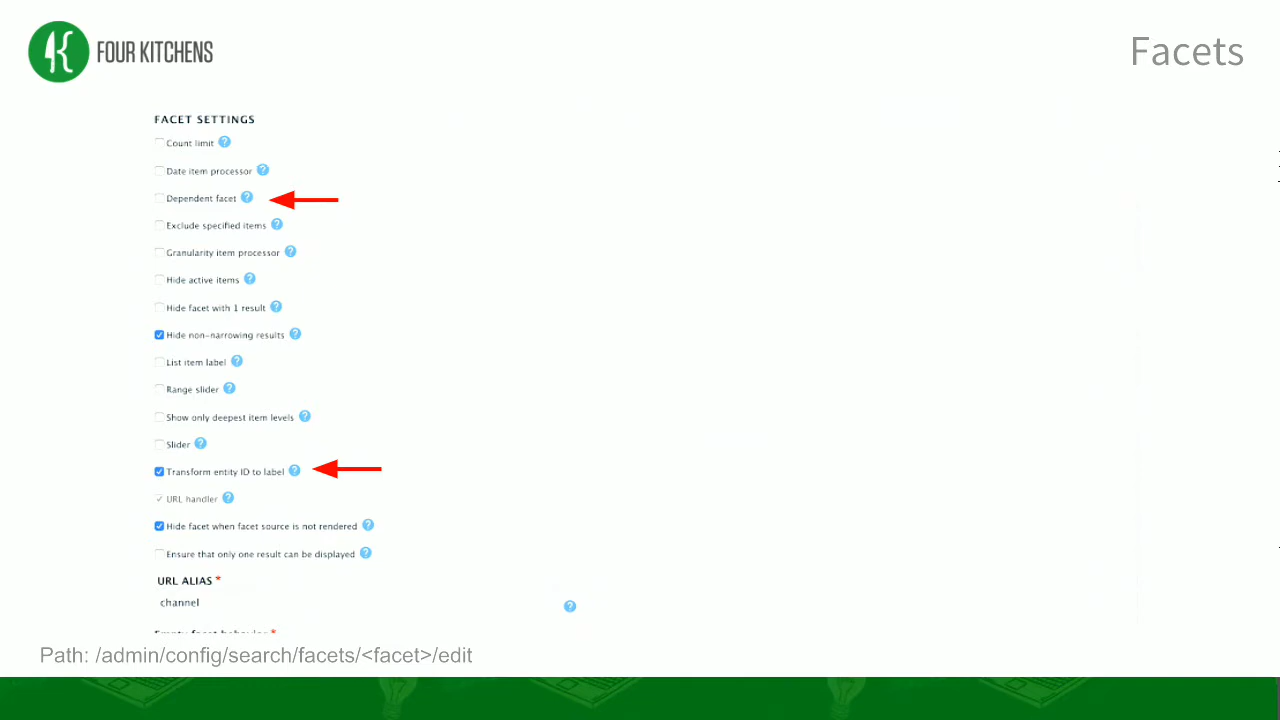 FOUR KITCHENS
Facets
FACET SETTINGS
Count limit ?
Date item processor ?
Dependent facet ?
Exclude specified items ?
Granularity item processor ?
Hide active items ?
Hide facet with 1 result ?
Hide non-narrowing results ?
List item label ?
Range slider ?
Show only deepest item levels ?
Slider ?
Transform entity ID to label ?
URL handler ?
Hide facet when facet source is not rendered ?
Ensure that only one result can be displayed ?
URL ALIAS *
channel ?
Empty facet behavior *
Path: /admin/config/search/facets/<facet>/edit